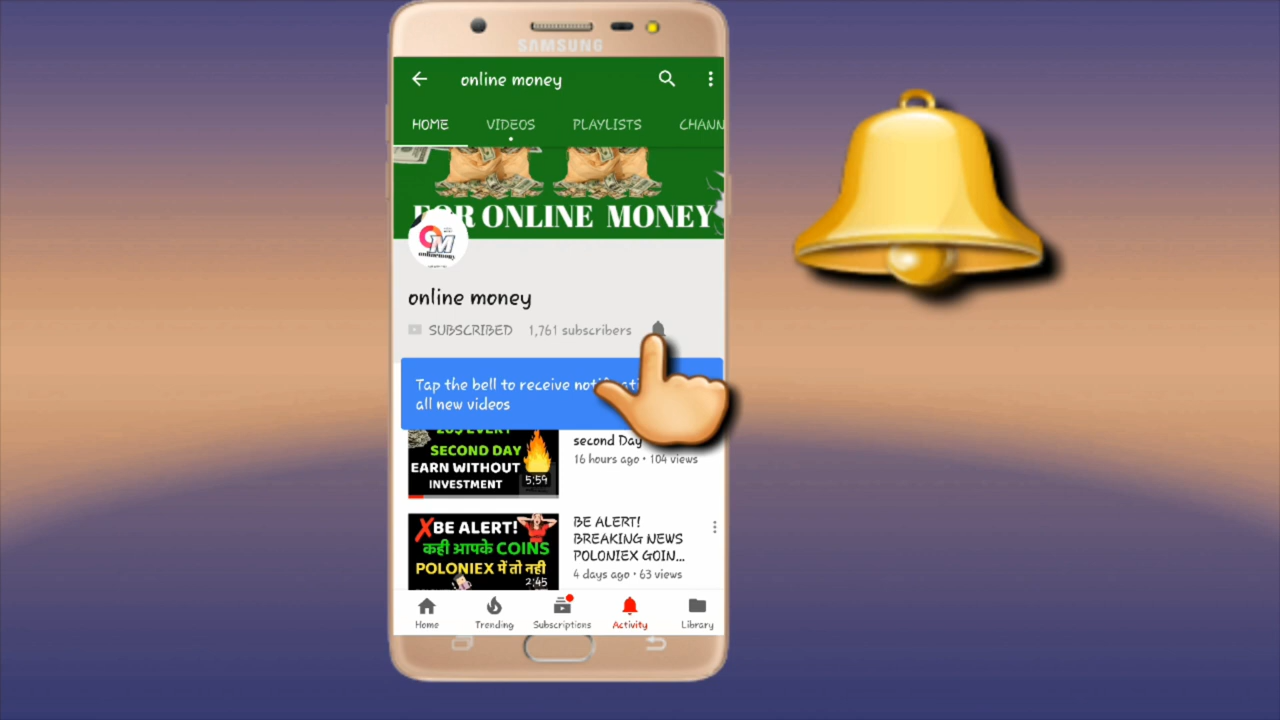 SAMSUNG
online money
HOME VIDEOS PLAYLISTS CHANN
FOR ONLINE MONEY
OM
online money
SUBSCRIBED 1,761 subscribers
Tap the bell to receive
all new videos
20$ EVERY
SECOND DAY
EARN WITHOUT
INVESTMENT
5:59
second Day
16 hours ago • 104 views
BE ALERT!
कही आपके COINS
POLONIEX में तो नही
2:45
BE ALERT!
BREAKING NEWS
POLONIEX GOIN...
4 days ago • 63 views
Home Trending Subscriptions Activity Library